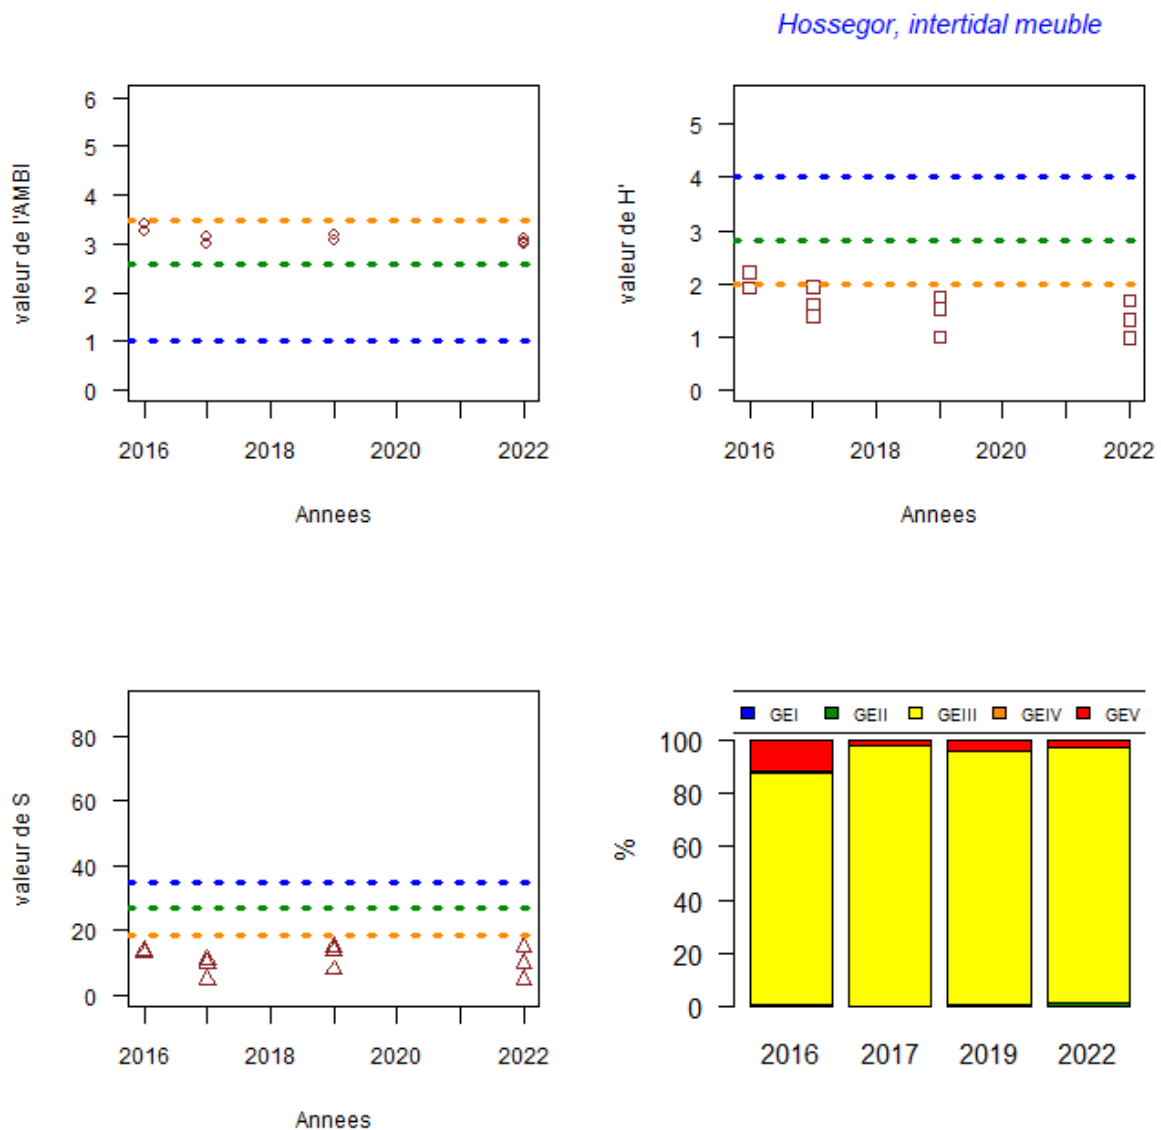 Hossegor, intertidal meuble
valeur de l'AMBI
6
5
4
3
2
1
0
2016 2018 2020 2022
Annees
valeur de H'
5
4
3
2
1
0
2016 2018 2020 2022
Annees
valeur de S
80
60
40
20
0
2016 2018 2020 2022
Annees
GEI GEII GEIII GEIV GEV
%
100
80
60
40
20
0
2016 2017 2019 2022